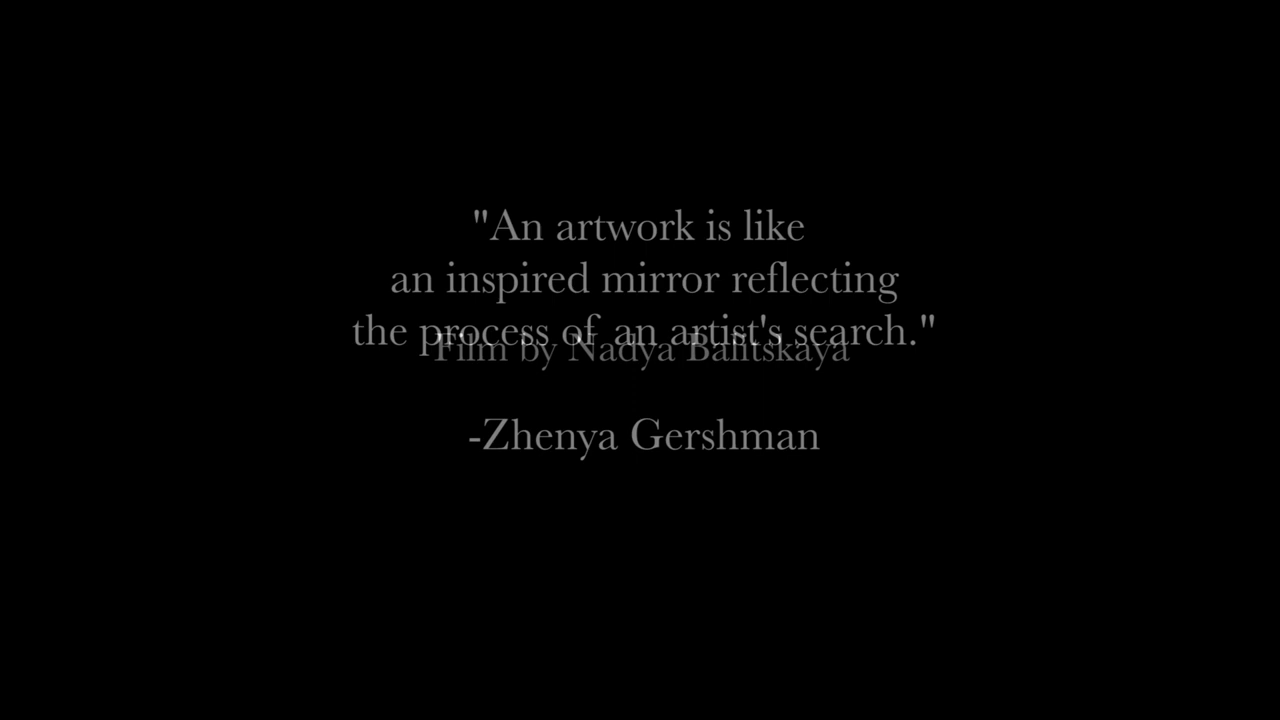 "An artwork is like
an inspired mirror reflecting
the process of an artist's search."
Film by Nadya Balitskaya
-Zhenya Gershman